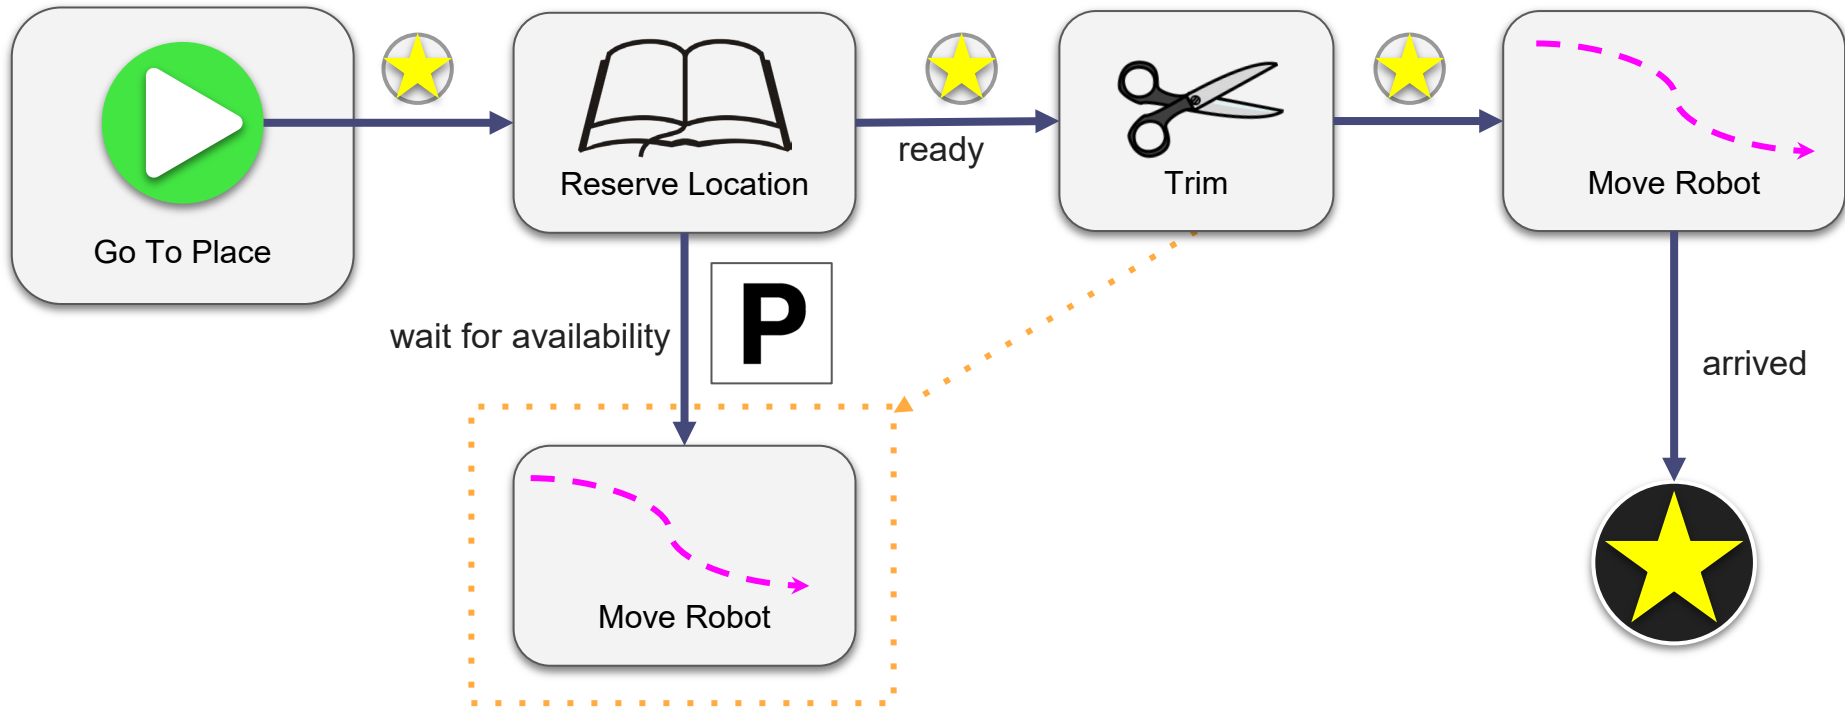 Go To Place
Reserve Location
ready
Trim
Move Robot
wait for availability
P
arrived
Move Robot